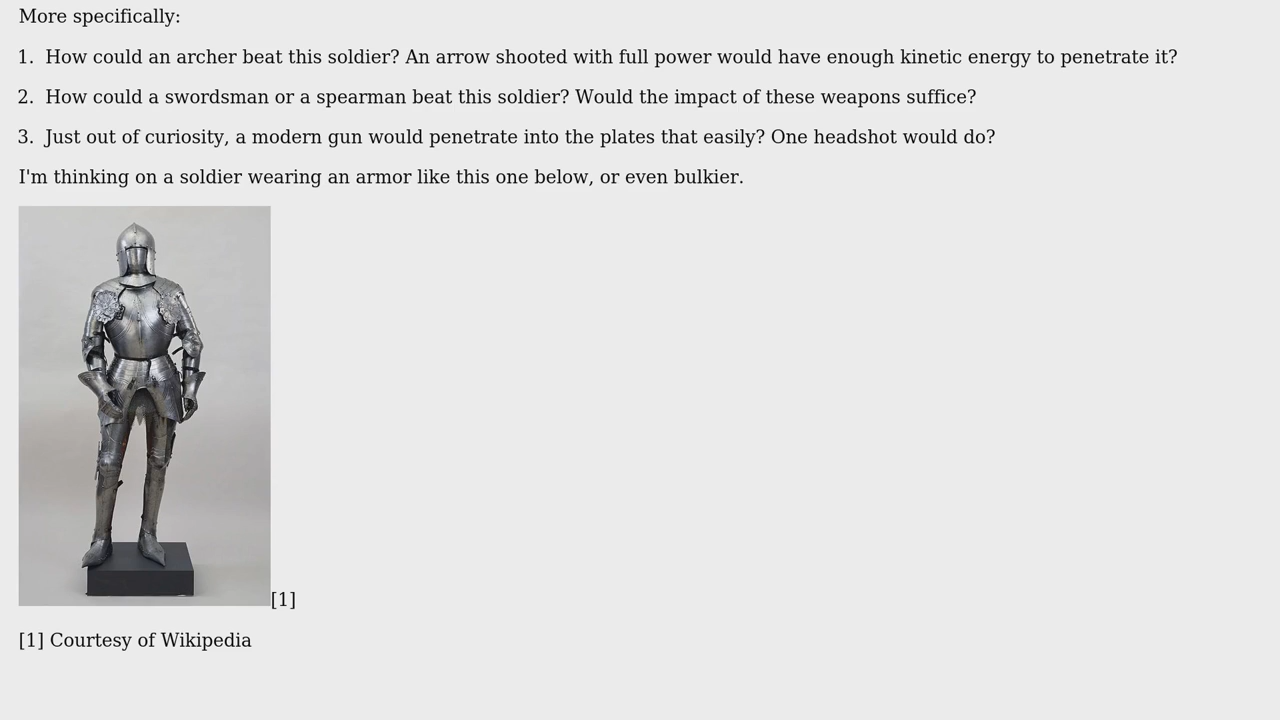 More specifically:
1. How could an archer beat this soldier? An arrow shooted with full power would have enough kinetic energy to penetrate it?
2. How could a swordsman or a spearman beat this soldier? Would the impact of these weapons suffice?
3. Just out of curiosity, a modern gun would penetrate into the plates that easily? One headshot would do?
I'm thinking on a soldier wearing an armor like this one below, or even bulkier.
[1]
[1] Courtesy of Wikipedia